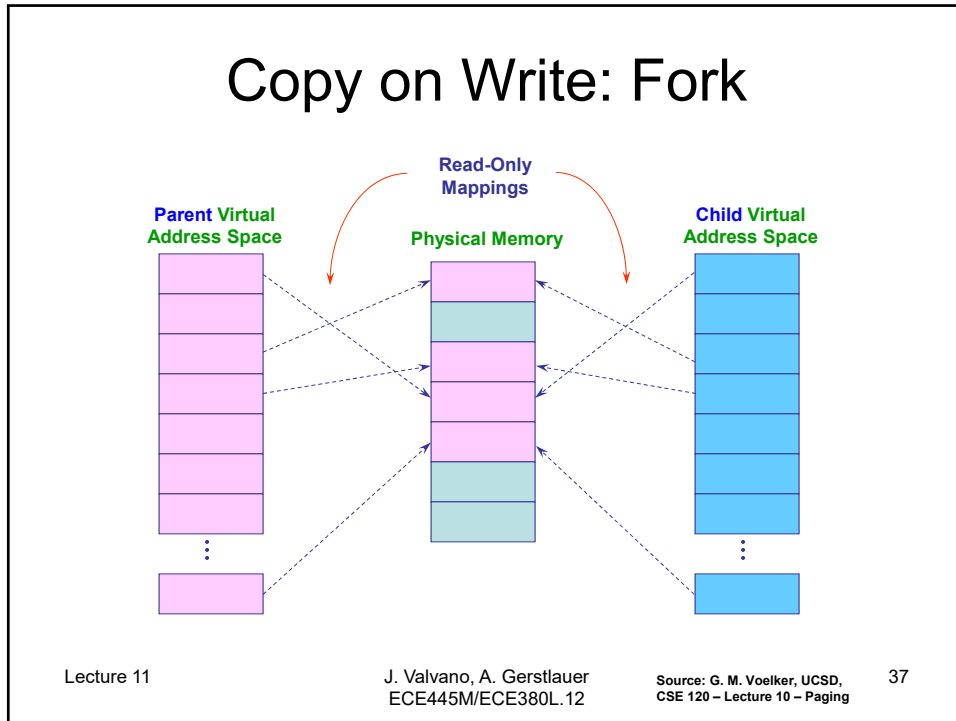 Copy on Write: Fork
Read-Only
Mappings
Parent Virtual
Address Space
Physical Memory
Child Virtual
Address Space
Lecture 11
J. Valvano, A. Gerstlauer
ECE445M/ECE380L.12
Source: G. M. Voelker, UCSD,
CSE 120 – Lecture 10 – Paging
37